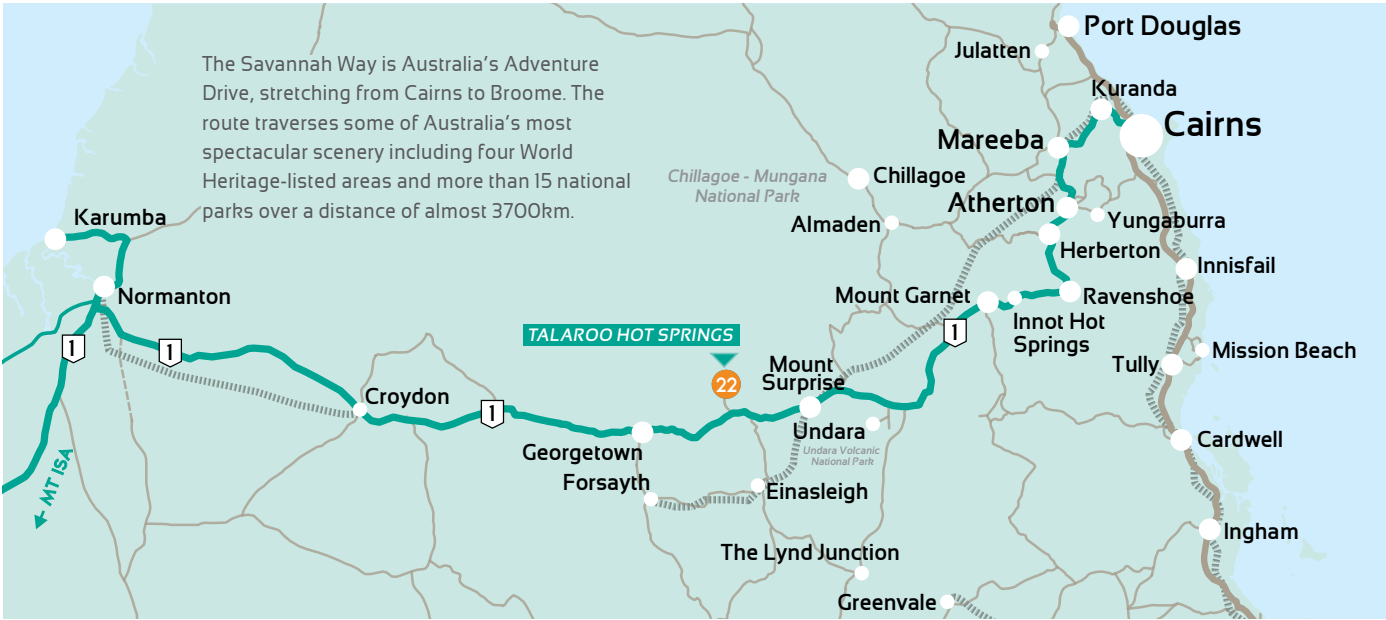 The Savannah Way is Australia's Adventure
Drive, stretching from Cairns to Broome. The
route traverses some of Australia's most
spectacular scenery including four World
Heritage-listed areas and more than 15 national
parks over a distance of almost 3700km.
Port Douglas
Julatten
Kuranda
Cairns
Mareeba
Chillagoe - Mungana
National Park
Chillagoe
Atherton
Yungaburra
Almaden
Karumba
Herberton
Innisfail
Normanton
Mount Garnet
Ravenshoe
Innot Hot
Springs
1
1
1
TALAROO HOT SPRINGS
22
Mount
Surprise
Tully
Mission Beach
Croydon
1
Undara
Undara Volcanic
National Park
Georgetown
Cardwell
Forsayth
Einasleigh
MT ISA
Ingham
The Lynd Junction
Greenvale